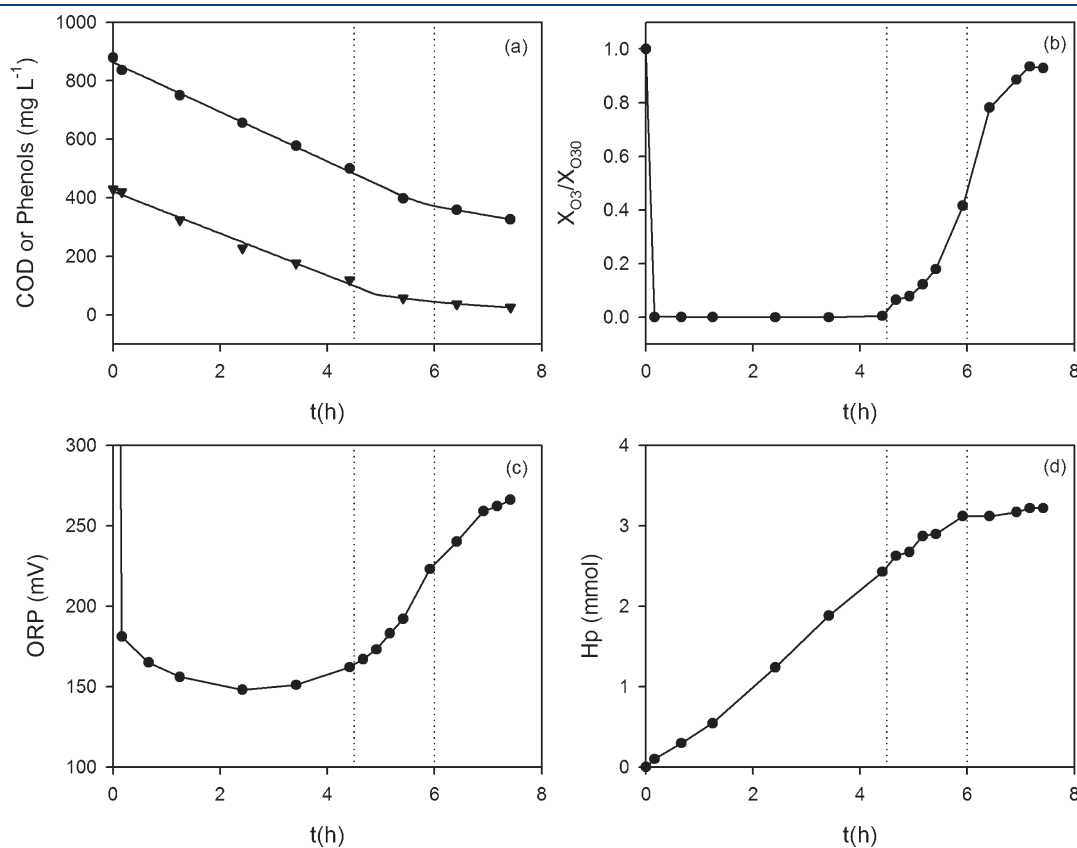 (a)
COD or Phenols (mg L-1)
1000
800
600
400
200
0
0 2 4 6 8
t(h)
(b)
XO3/XO30
1.0
0.8
0.6
0.4
0.2
0.0
0 2 4 6 8
t(h)
(c)
ORP (mV)
300
250
200
150
100
0 2 4 6 8
t(h)
(d)
Hp (mmol)
4
3
2
1
0
0 2 4 6 8
t(h)